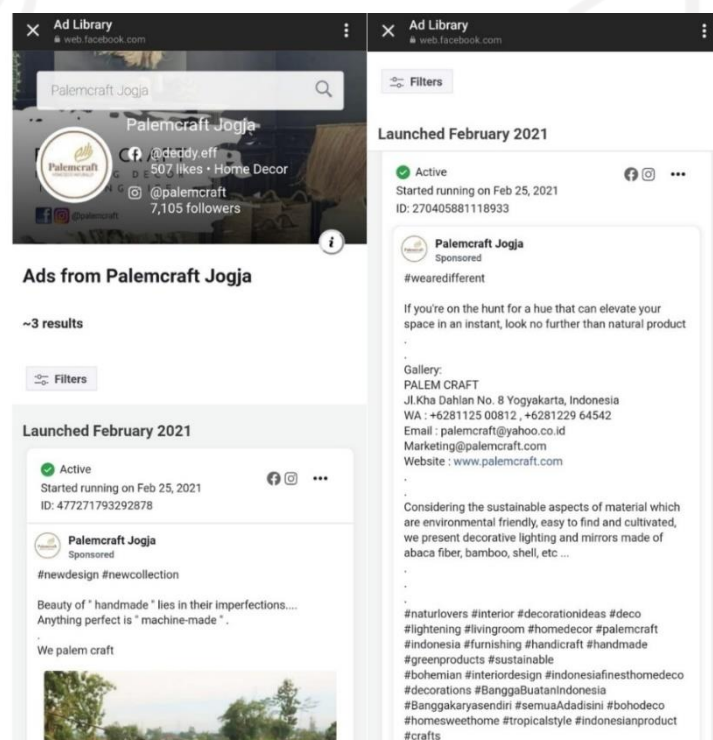 Ad Library
web.facebook.com
Palemcraft Jogja
Palemcraft Jogja
@deddy.eff
507 likes • Home Decor
@palemcraft
7,105 followers
Palemcraft
@palemcraft
Ads from Palemcraft Jogja
~3 results
Filters
Launched February 2021
Active
Started running on Feb 25, 2021
ID: 477271793292878
Palemcraft Jogja
Sponsored
#newdesign #newcollection
Beauty of " handmade " lies in their imperfections....
Anything perfect is " machine-made " .
.
We palem craft
Ad Library
web.facebook.com
Filters
Launched February 2021
Active
Started running on Feb 25, 2021
ID: 270405881118933
Palemcraft Jogja
Sponsored
#wearedifferent
If you're on the hunt for a hue that can elevate your
space in an instant, look no further than natural product
.
.
Gallery:
PALEM CRAFT
Jl.Kha Dahlan No. 8 Yogyakarta, Indonesia
WA : +6281125 00812 , +6281229 64542
Email : palemcraft@yahoo.co.id
Marketing@palemcraft.com
Website : www.palemcraft.com
.
.
Considering the sustainable aspects of material which
are environmental friendly, easy to find and cultivated,
we present decorative lighting and mirrors made of
abaca fiber, bamboo, shell, etc ...
.
.
.
#naturlovers #interior #decorationideas #deco
#lightening #livingroom #homedecor #palemcraft
#indonesia #furnishing #handicraft #handmade
#greenproducts #sustainable
#bohemian #interiordesign #indonesiafinesthomedeco
#decorations #BanggaBuatanIndonesia
#Banggakaryasendiri #semuaAdadisini #bohodeco
#homesweethome #tropicalstyle #indonesianproduct
#crafts